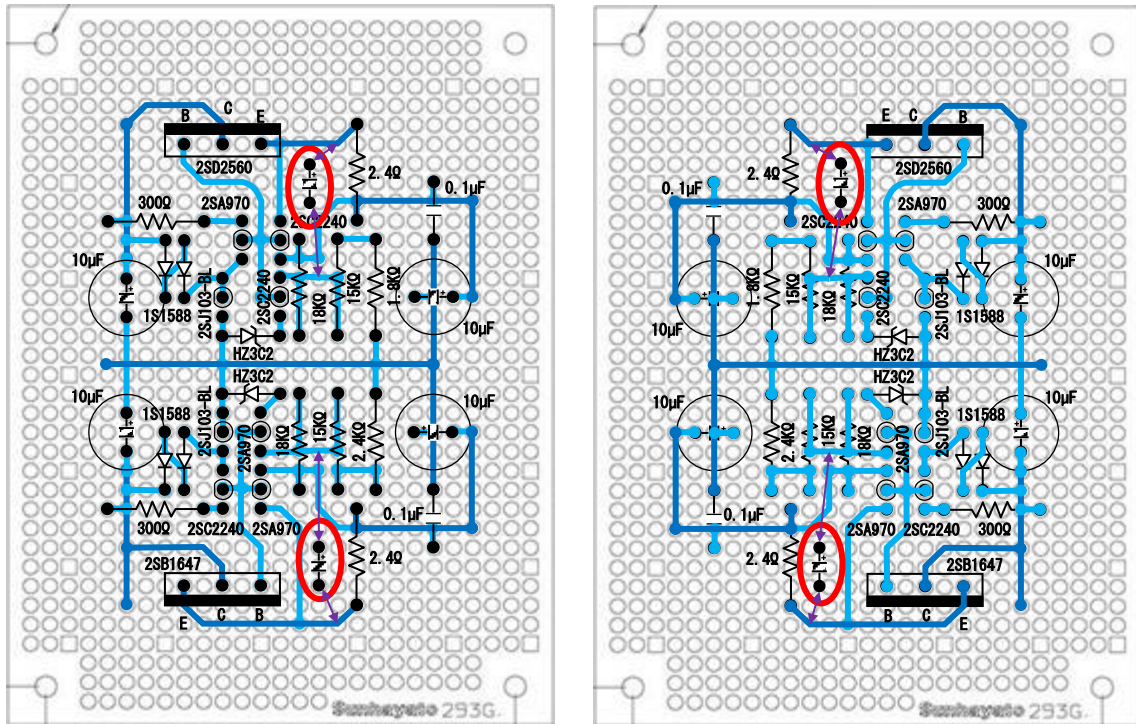 B C E
2SD2560
2.4Ω
0.1μF
300Ω
2SA970
2SC2240
10μF
1S1588
2SJ103-BL
2SC2240
18KΩ
15KΩ
1.8KΩ
10μF
HZ3C2
HZ3C2
10μF
1S1588
2SJ103-BL
2SA970
18KΩ
15KΩ
2.4KΩ
10μF
300Ω
2SC2240
2SA970
0.1μF
2SB1647
2.4Ω
E C B
Sunhayato 293G.
E C B
2SD2560
2.4Ω
0.1μF
2SC2240
2SA970
300Ω
10μF
1.8KΩ
15KΩ
18KΩ
2SC2240
2SJ103-BL
1S1588
10μF
HZ3C2
HZ3C2
10μF
2.4KΩ
15KΩ
18KΩ
2SA970
2SJ103-BL
1S1588
10μF
0.1μF
2SA970
2SC2240
300Ω
2.4Ω
2SB1647
B C E
Sunhayato 293G.